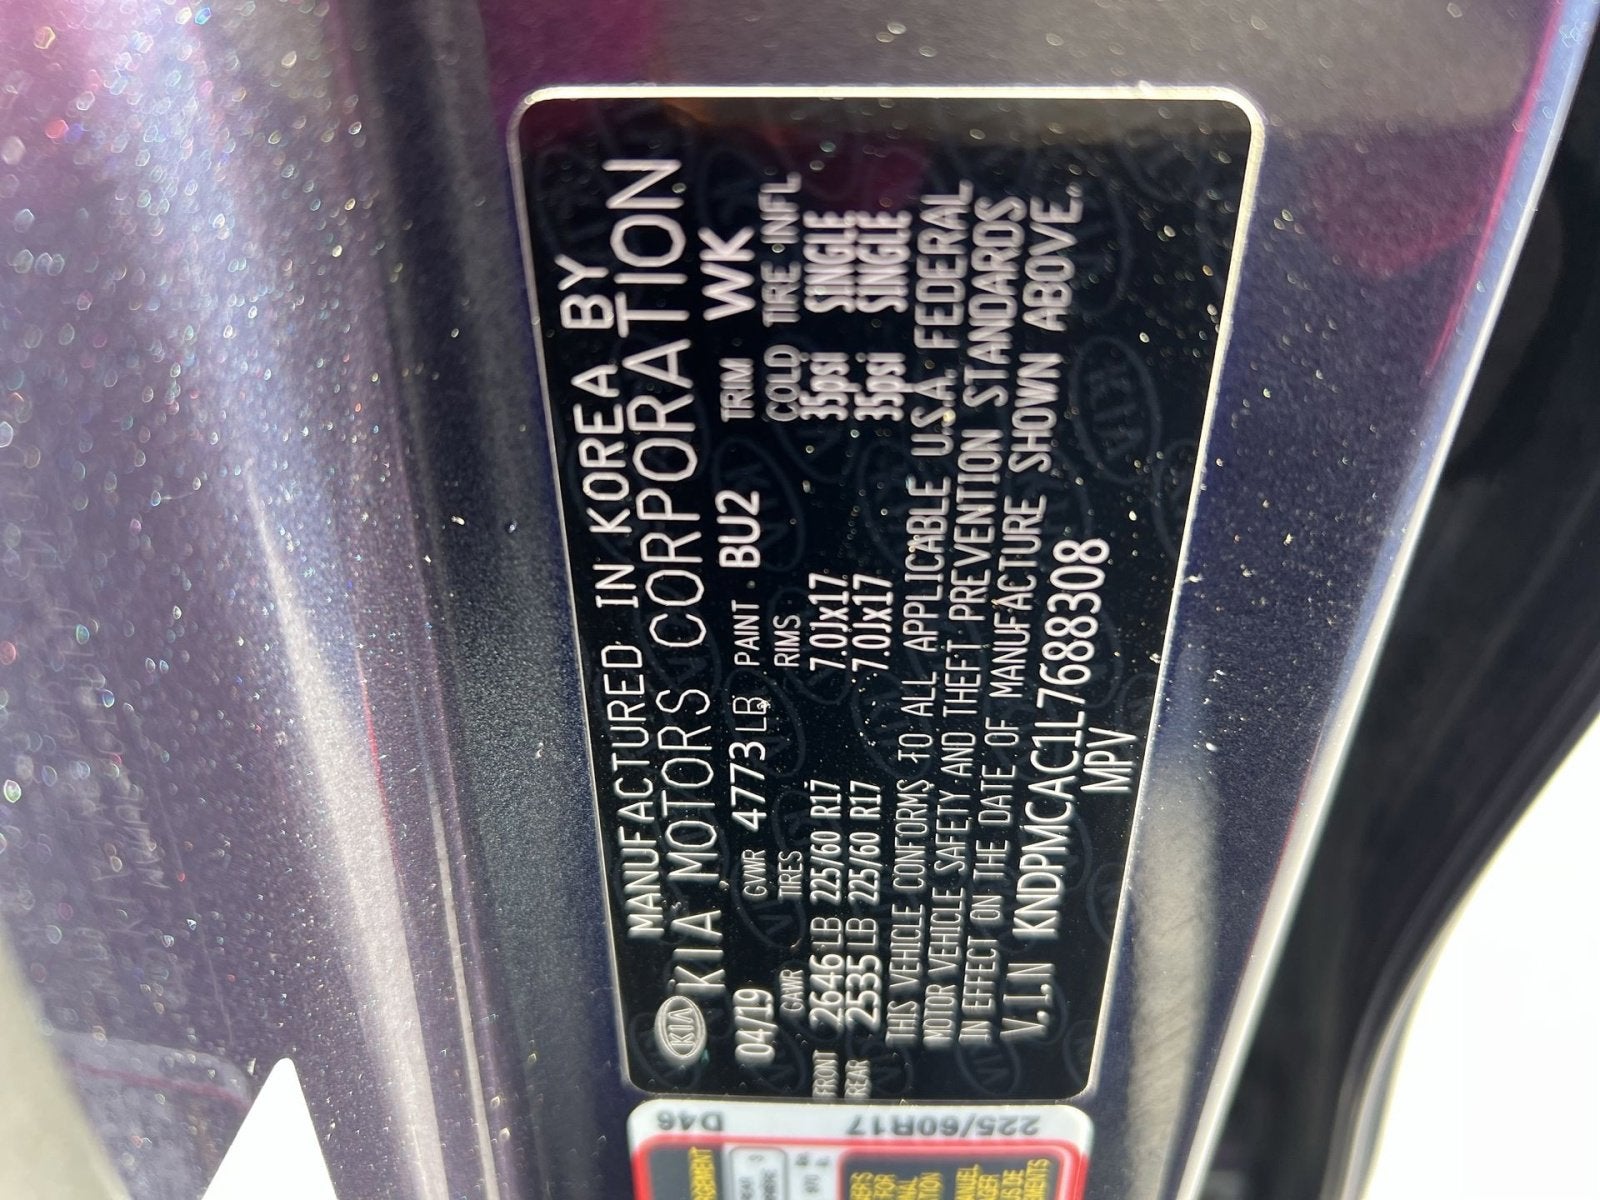 MANUFACTURED IN KOREA BY
KIA KIA MOTORS CORPORATION
04/19 GVWR 4773LB PAINT BU2 TRIM WK
GAWR TIRES RIMS COLD TIRE INFL
FRONT 2646LB 225/60 R17 7.0Jx17 35psi SINGLE
REAR 2535LB 225/60 R17 7.0Jx17 35psi SINGLE
THIS VEHICLE CONFORMS TO ALL APPLICABLE U.S.A. FEDERAL
MOTOR VEHICLE SAFETY AND THEFT PREVENTION STANDARDS
IN EFFECT ON THE DATE OF MANUFACTURE SHOWN ABOVE.
V.I.N KNDPMCAC1L7688308
MPV
D46
225/60R17